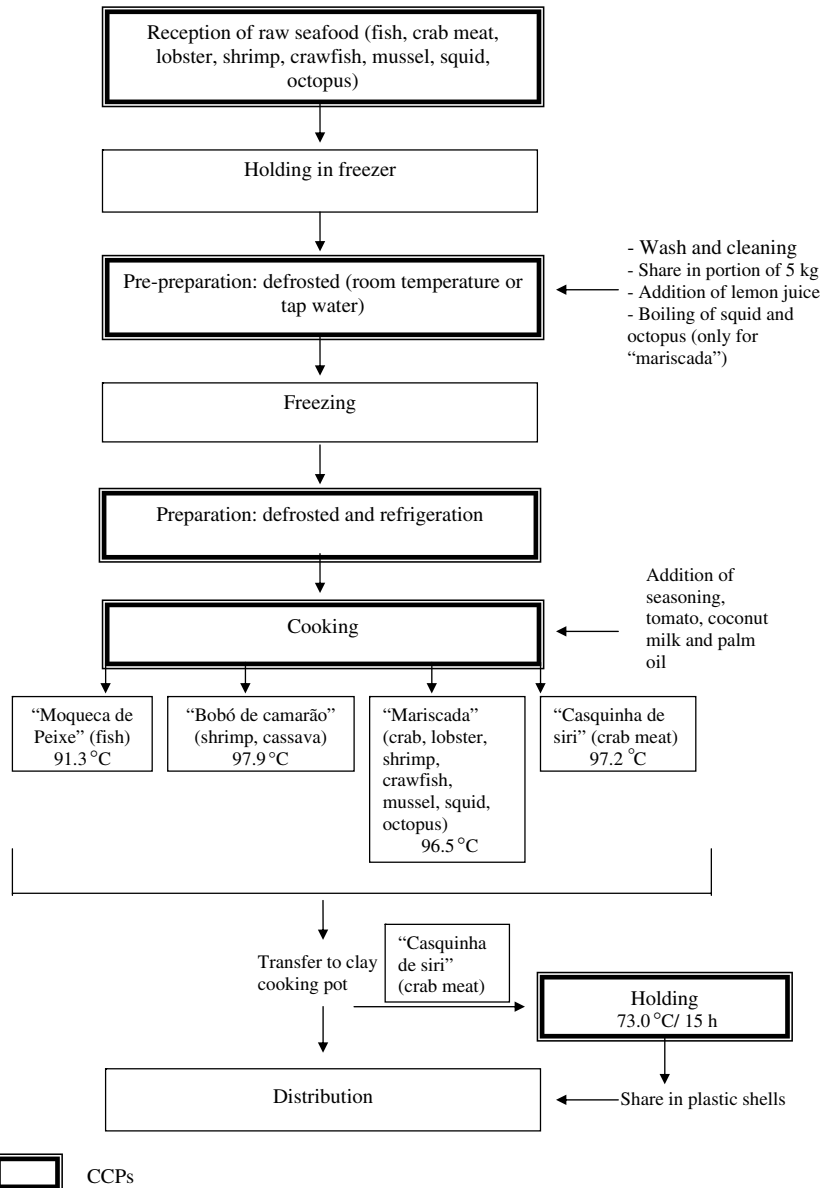 Reception of raw seafood (fish, crab meat,
lobster, shrimp, crawfish, mussel, squid,
octopus)
Holding in freezer
Pre-preparation: defrosted (room temperature or
tap water)
- Wash and cleaning
- Share in portion of 5 kg
- Addition of lemon juice
- Boiling of squid and
octopus (only for
“mariscada”)
Freezing
Preparation: defrosted and refrigeration
Cooking
Addition of
seasoning,
tomato, coconut
milk and palm
oil
“Moqueca de
Peixe” (fish)
91.3 °C
“Bobó de camarão”
(shrimp, cassava)
97.9 °C
“Mariscada”
(crab, lobster,
shrimp,
crawfish,
mussel, squid,
octopus)
96.5 °C
“Casquinha de
siri” (crab meat)
97.2 °C
Transfer to clay
cooking pot
“Casquinha
de siri”
(crab meat)
Holding
73.0 °C/ 15 h
Distribution
Share in plastic shells
CCPs